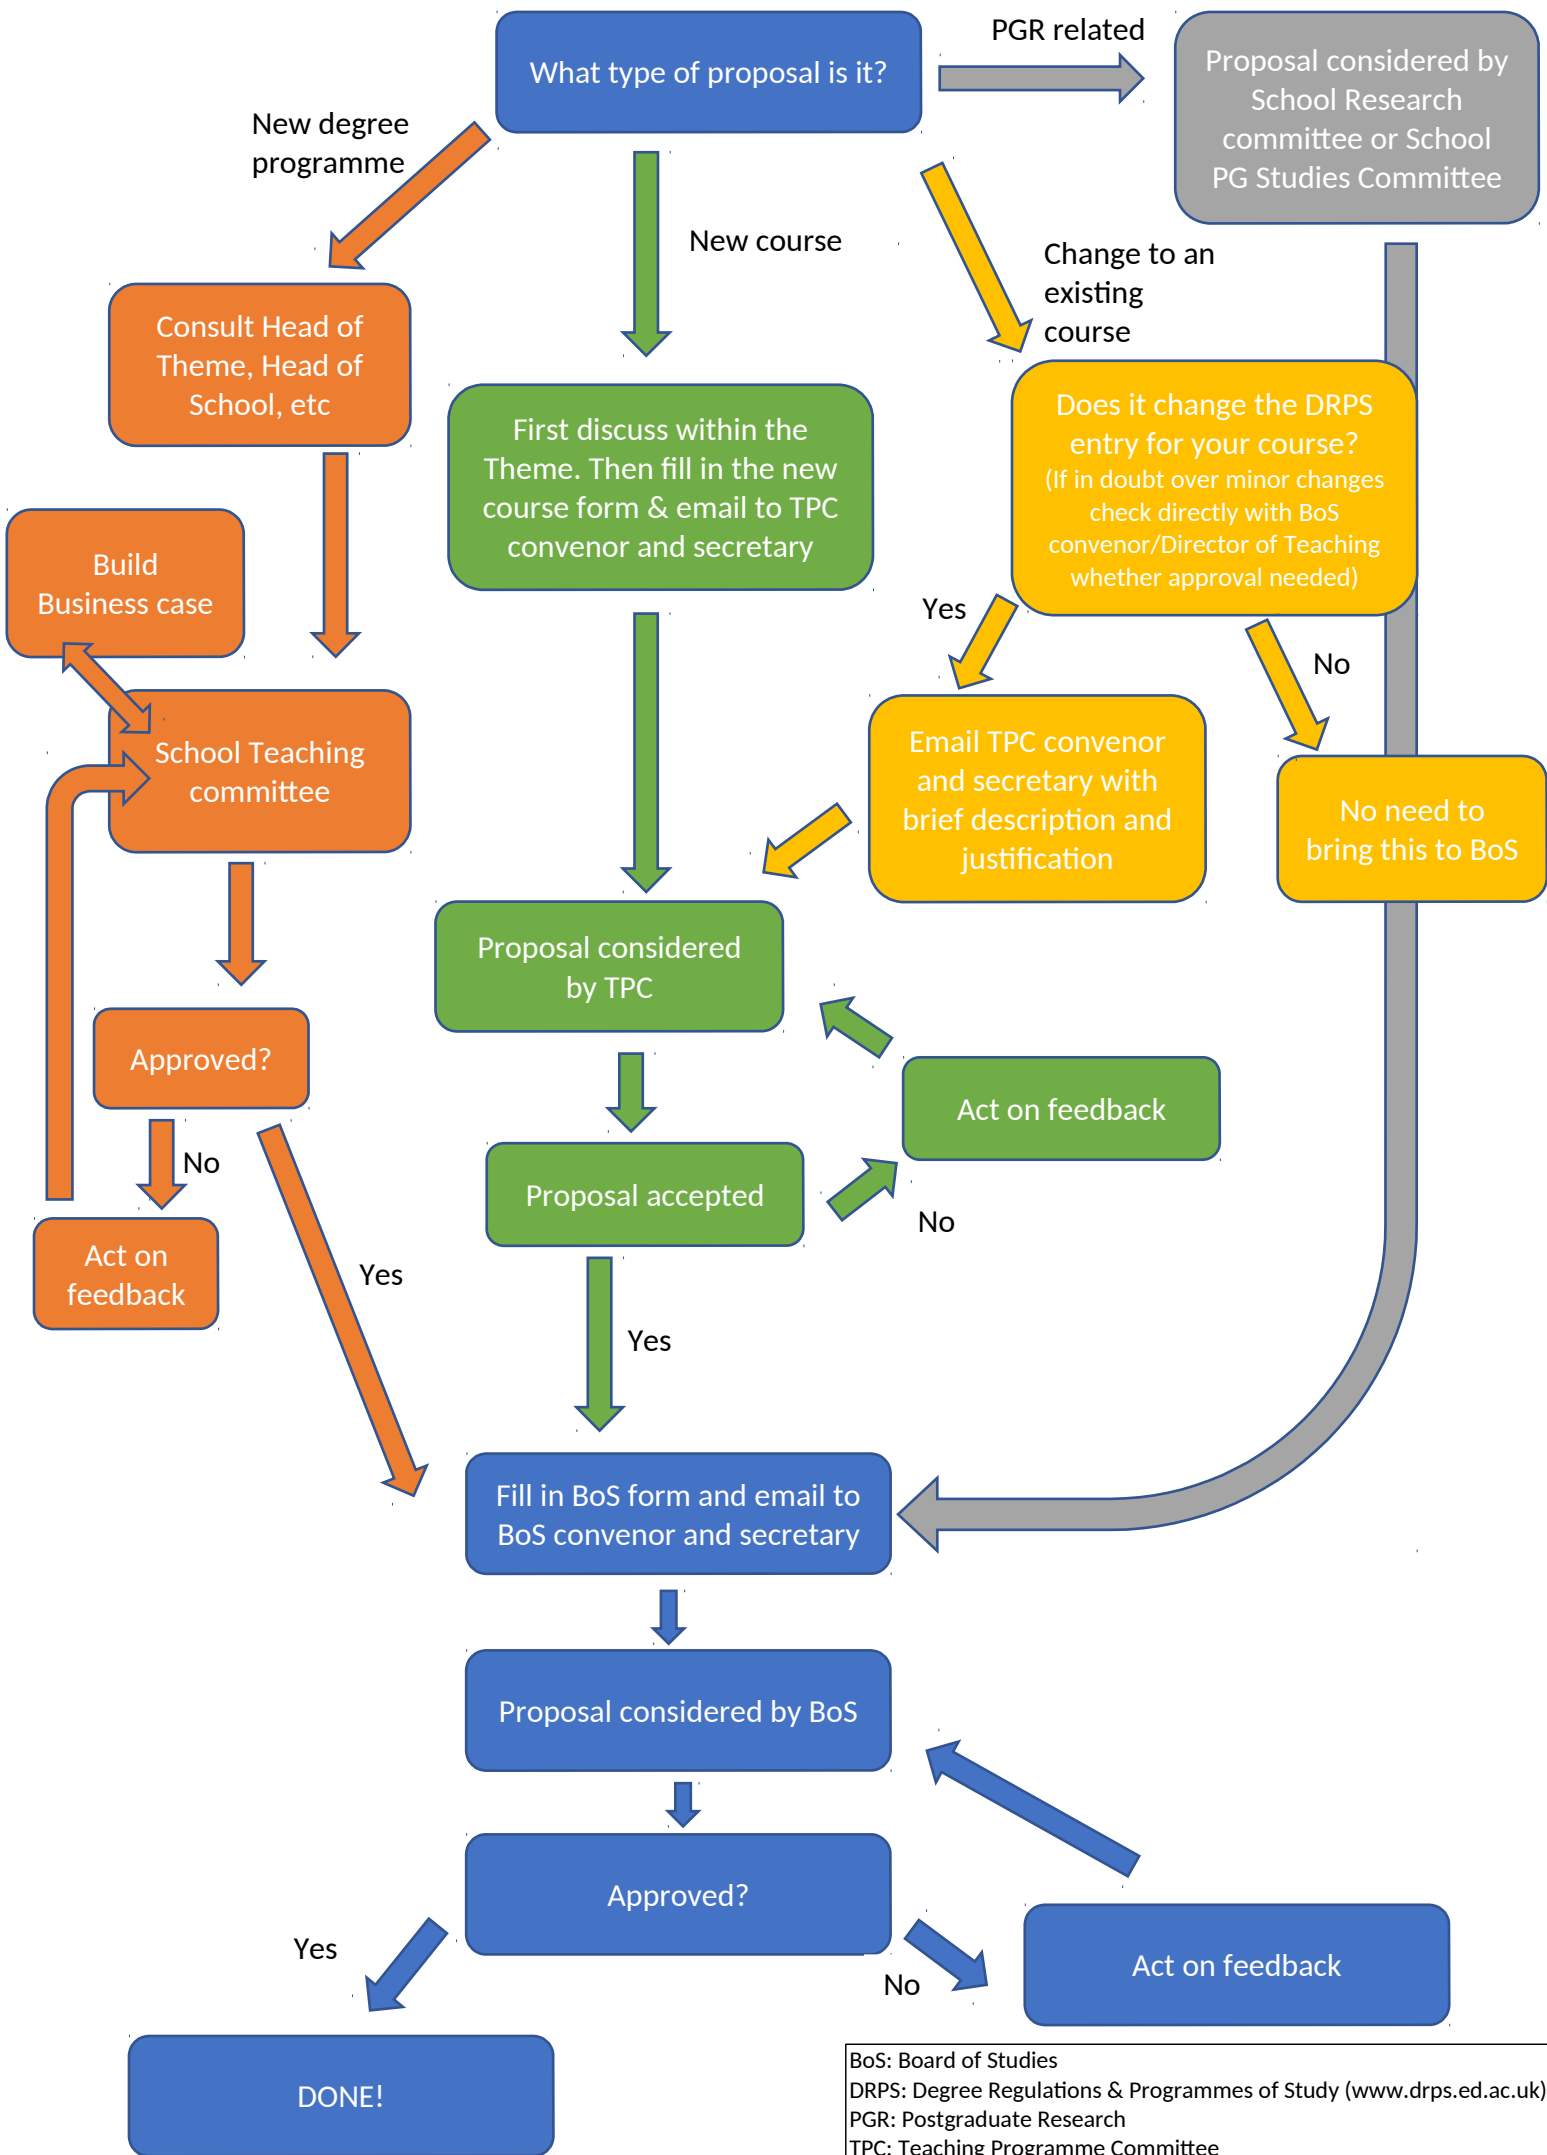 What type of proposal is it?
PGR related
Proposal considered by
School Research
committee or School
PG Studies Committee
New degree
programme
New course
Change to an
existing
course
Consult Head of
Theme, Head of
School, etc
First discuss within the
Theme. Then fill in the new
course form & email to TPC
convenor and secretary
Does it change the DRPS
entry for your course?
(If in doubt over minor changes
check directly with BoS
convenor/Director of Teaching
whether approval needed)
Build
Business case
Yes
No
School Teaching
committee
Email TPC convenor
and secretary with
brief description and
justification
No need to
bring this to BoS
Proposal considered
by TPC
Approved?
Act on feedback
No
Proposal accepted
No
Act on
feedback
Yes
Yes
Fill in BoS form and email to
BoS convenor and secretary
Proposal considered by BoS
Approved?
Yes
No
Act on feedback
DONE!
BoS: Board of Studies
DRPS: Degree Regulations & Programmes of Study (www.drps.ed.ac.uk)
PGR: Postgraduate Research
TPC: Teaching Programme Committee